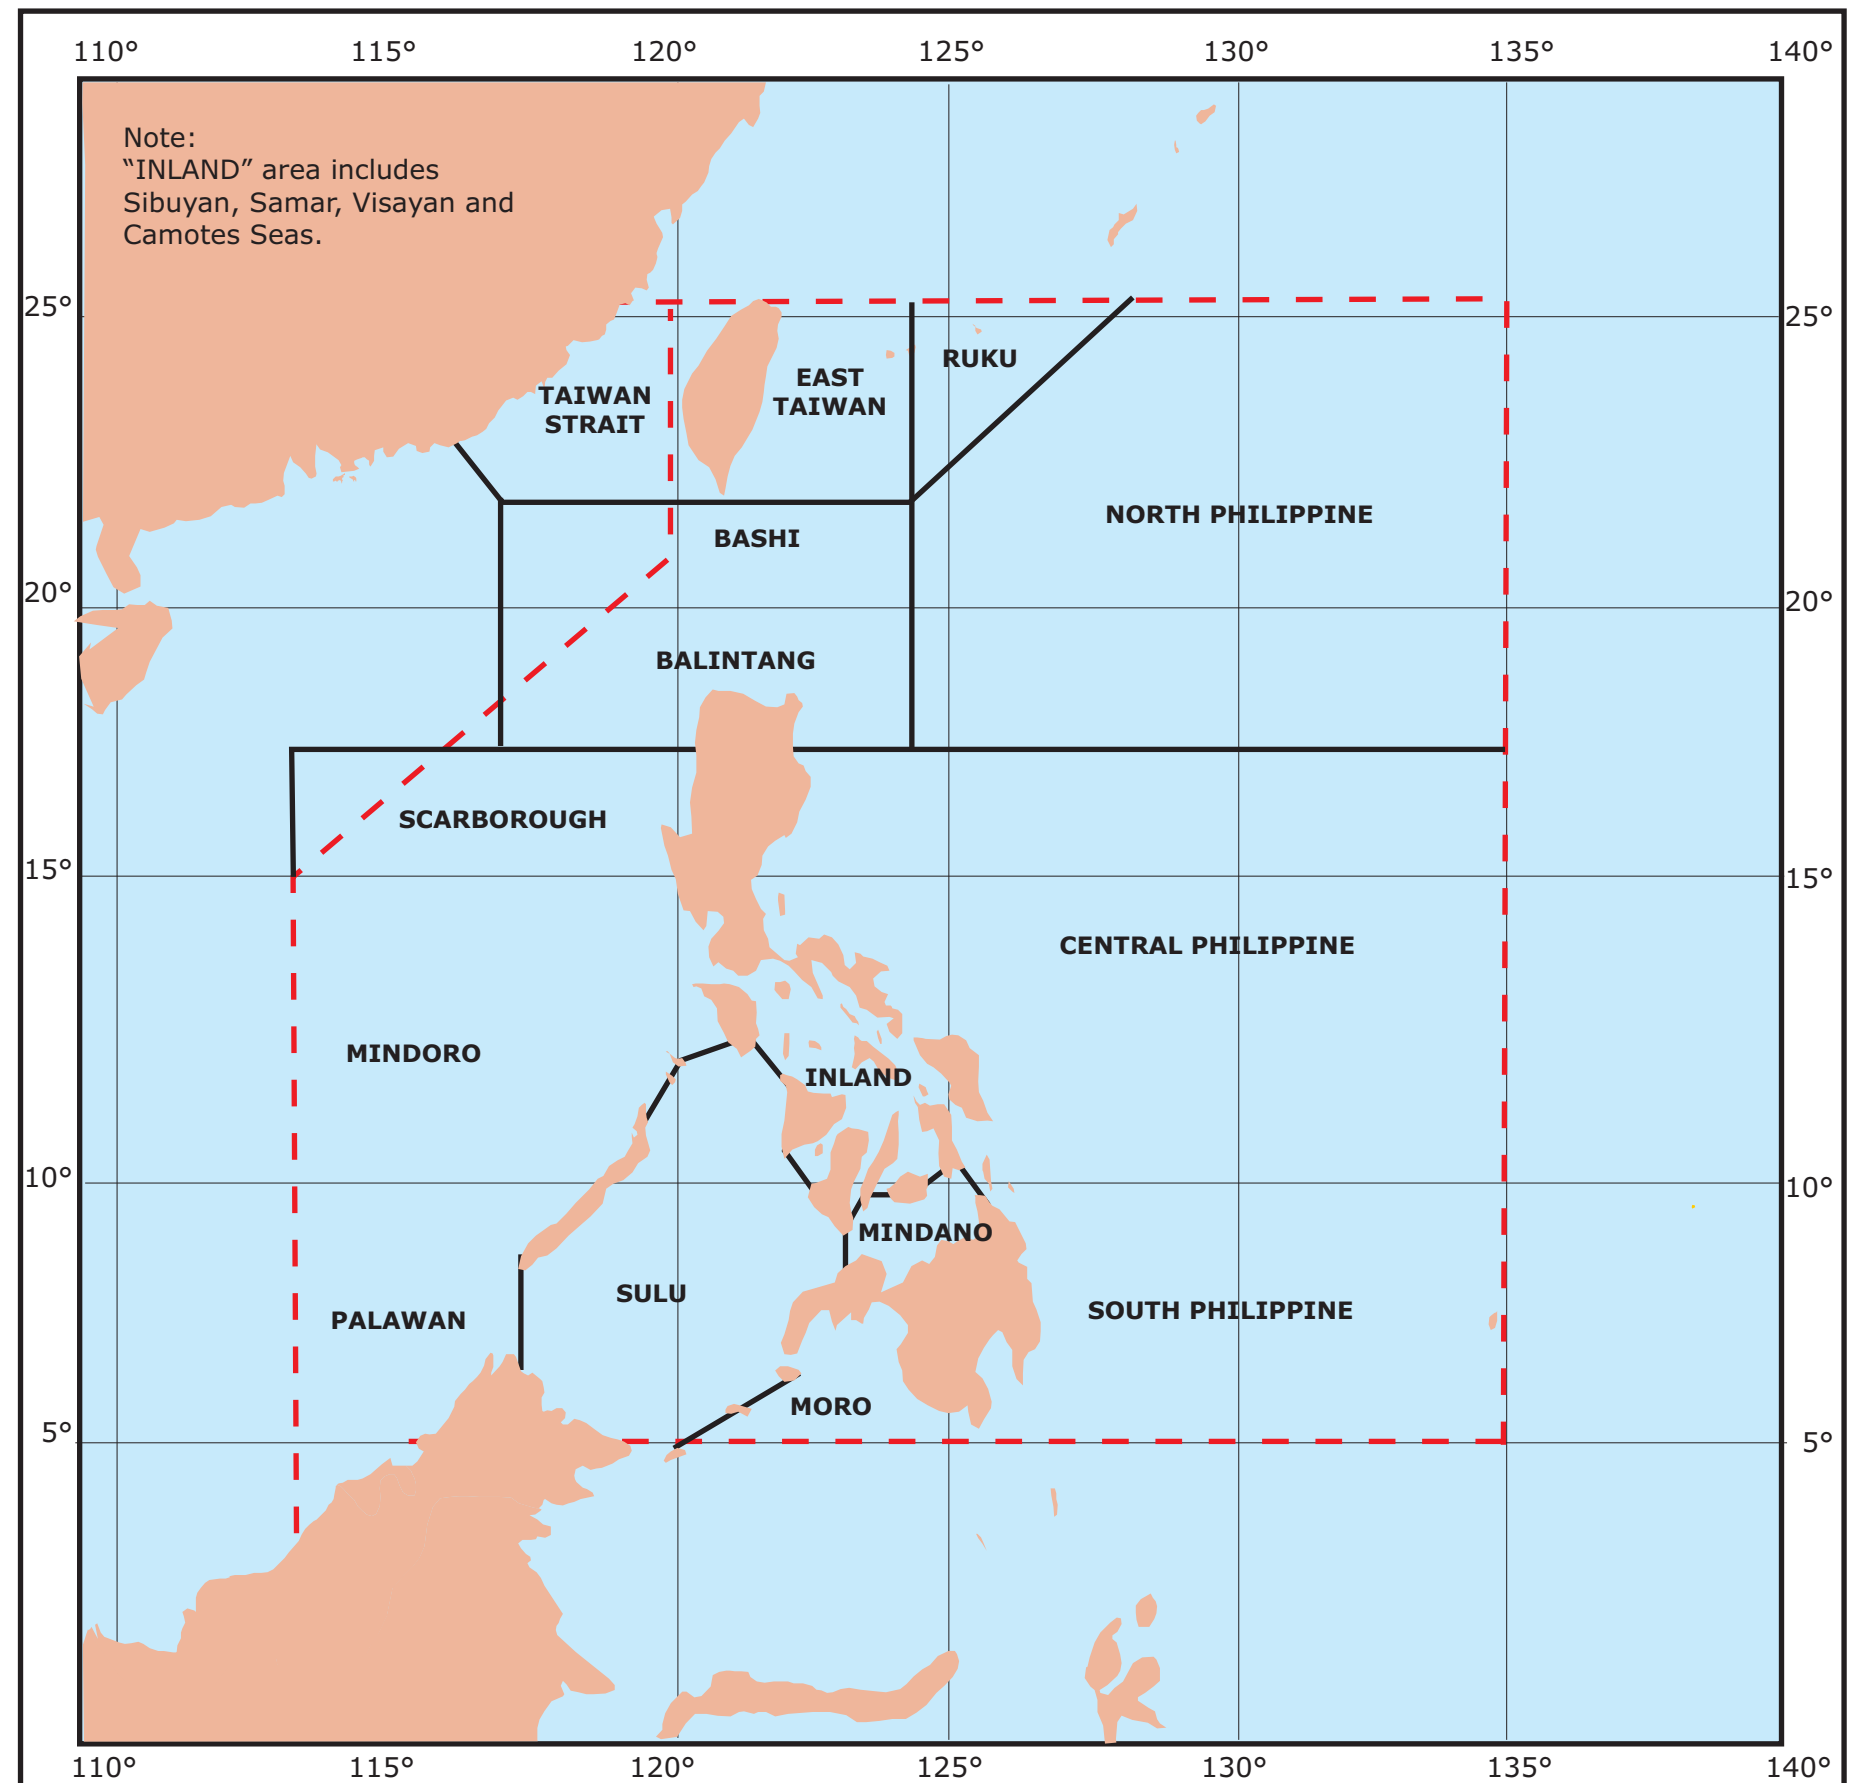 110° 115° 120° 125° 130° 135° 140°
Note:
“INLAND” area includes
Sibuyan, Samar, Visayan and
Camotes Seas.
25° 25°
RUKU
EAST
TAIWAN
TAIWAN
STRAIT
NORTH PHILIPPINE
BASHI
20° 20°
BALINTANG
SCARBOROUGH
15° 15°
CENTRAL PHILIPPINE
MINDORO
INLAND
10° 10°
MINDANO
SULU
SOUTH PHILIPPINE
PALAWAN
MORO
5° 5°
110° 115° 120° 125° 130° 135° 140°